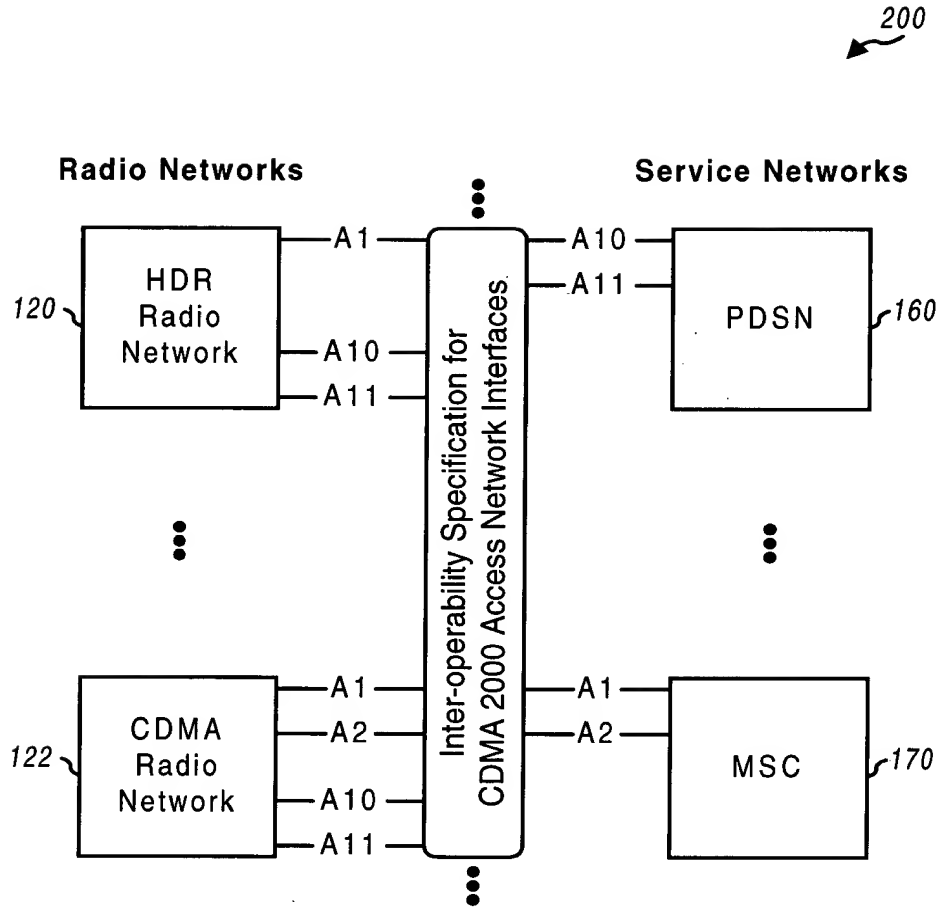 200
Radio Networks
Service Networks
A1
A10
A11
HDR
Radio
Network
120
A10
A11
PDSN
160
Inter-operability Specification for
CDMA 2000 Access Network Interfaces
A1
A2
A1
A2
CDMA
Radio
Network
122
A10
A11
MSC
170